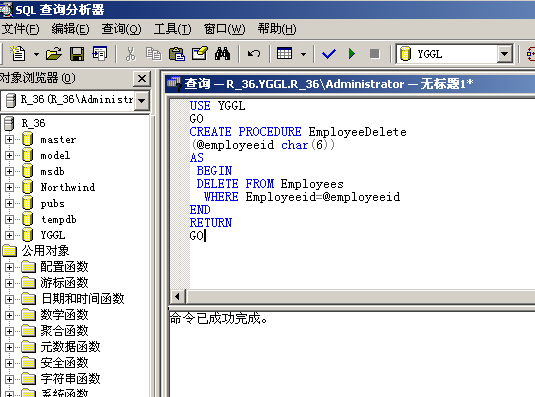 SQL 查询分析器
文件(F) 编辑(E) 查询(Q) 工具(T) 窗口(W) 帮助(H)
YGGL
对象浏览器(O)
R_36(R_36\Administr
R_36
master
model
msdb
Northwind
pubs
tempdb
YGGL
公用对象
配置函数
游标函数
日期和时间函数
数学函数
聚合函数
元数据函数
安全函数
字符串函数
系统函数
查询 — R_36.YGGL.R_36\Administrator — 无标题1*
USE YGGL
GO
CREATE PROCEDURE EmployeeDelete
(@employeeid char(6))
AS
BEGIN
DELETE FROM Employees
WHERE Employeeid=@employeeid
END
RETURN
GO
命令已成功完成。